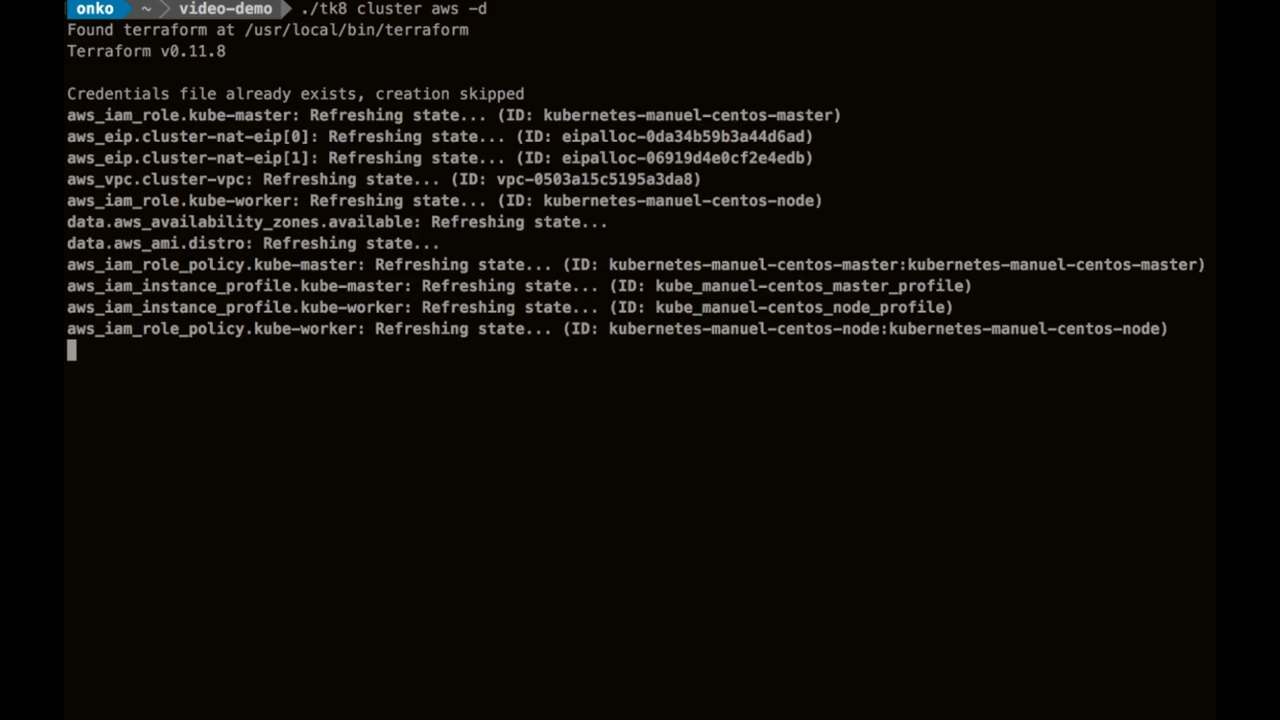 onko ~ video-demo ./tk8 cluster aws -d
Found terraform at /usr/local/bin/terraform
Terraform v0.11.8
Credentials file already exists, creation skipped
aws_iam_role.kube-master: Refreshing state... (ID: kubernetes-manuel-centos-master)
aws_eip.cluster-nat-eip[0]: Refreshing state... (ID: eipalloc-0da34b59b3a44d6ad)
aws_eip.cluster-nat-eip[1]: Refreshing state... (ID: eipalloc-06919d4e0cf2e4edb)
aws_vpc.cluster-vpc: Refreshing state... (ID: vpc-0503a15c5195a3da8)
aws_iam_role.kube-worker: Refreshing state... (ID: kubernetes-manuel-centos-node)
data.aws_availability_zones.available: Refreshing state...
data.aws_ami.distro: Refreshing state...
aws_iam_role_policy.kube-master: Refreshing state... (ID: kubernetes-manuel-centos-master:kubernetes-manuel-centos-master)
aws_iam_instance_profile.kube-master: Refreshing state... (ID: kube_manuel-centos_master_profile)
aws_iam_instance_profile.kube-worker: Refreshing state... (ID: kube_manuel-centos_node_profile)
aws_iam_role_policy.kube-worker: Refreshing state... (ID: kubernetes-manuel-centos-node:kubernetes-manuel-centos-node)